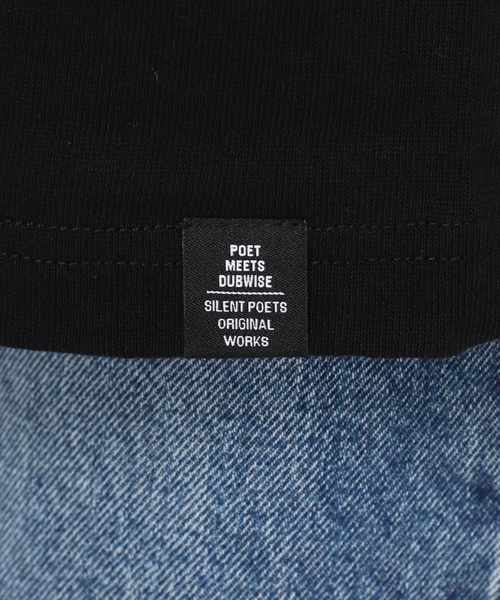 POET
MEETS
DUBWISE
SILENT POETS
ORIGINAL
WORKS